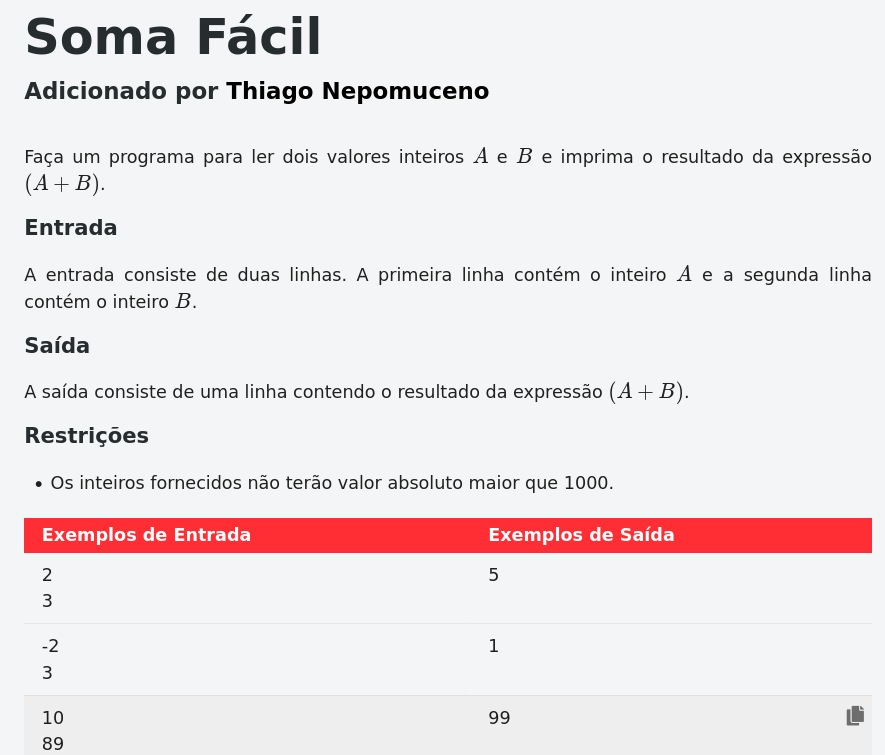 Soma Fácil
Adicionado por Thiago Nepomuceno
Faça um programa para ler dois valores inteiros A e B e imprima o resultado da expressão
(A + B).
Entrada
A entrada consiste de duas linhas. A primeira linha contém o inteiro A e a segunda linha
contém o inteiro B.
Saída
A saída consiste de uma linha contendo o resultado da expressão (A + B).
Restrições
• Os inteiros fornecidos não terão valor absoluto maior que 1000.
Exemplos de Entrada Exemplos de Saída
2 5
3
-2 1
3
10 99
89